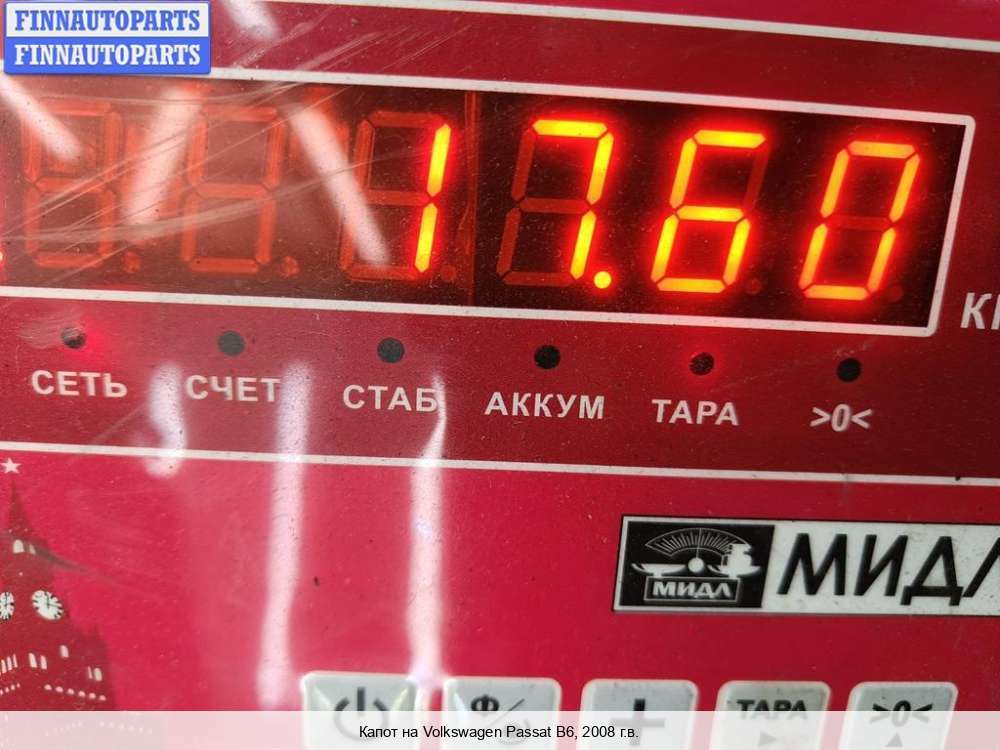 FINNAUTOPARTS
FINNAUTOPARTS
17.60
СЕТЬ СЧЕТ СТАБ АККУМ ТАРА >0<
МИДЛ МИДЛ
ТАРА >0<
Капот на Volkswagen Passat B6, 2008 г.в.